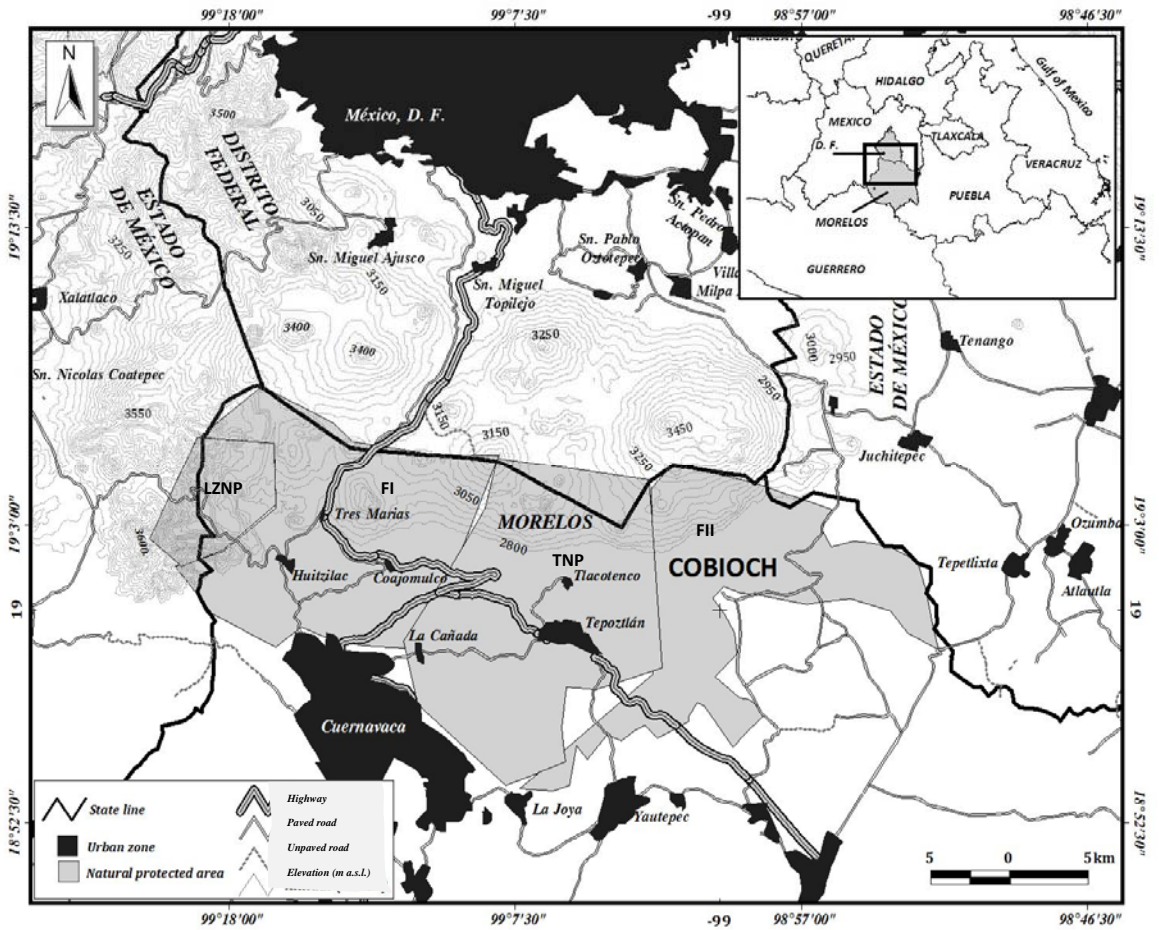 99°18'00"
99°7'30"
-99
98°57'00"
98°46'30"
N
México, D. F.
3500
DISTRITO
FEDERAL
3050
ESTADO
DE MÉXICO
3250
Sn. Miguel Ajusco
3150
Xalatlaco
3400
3400
Sn. Nicolas Coatepec
3550
Sn. Miguel
Topilejo
Sn. Pablo
Oztotepec
Sn. Pedro
Actopan
Villa
Milpa
3250
3150
3150
3450
3250
2950
3000
2950
ESTADO
DE MÉXICO
Tenango
Juchitepec
QUERETA
HIDALGO
Gulf of Mexico
MEXICO
TLAXCALA
D. F.
VERACRUZ
PUEBLA
MORELOS
GUERRERO
19°13'30"
19°13'30"
LZNP
FI
3050
Tres Marias
MORELOS
2800
FII
TNP
COBIOCH
3600
Huitzilac
Coajomulco
Tlacotenco
Tepoztlán
La Cañada
Ozumba
Tepetlixta
Atlautla
19°3'00"
19°3'00"
19
19
Cuernavaca
La Joya
Yautepec
State line
Urban zone
Natural protected area
Highway
Paved road
Unpaved road
Elevation (m a.s.l.)
5 0 5 km
18°52'30"
18°52'30"
99°18'00"
99°7'30"
-99
98°57'00"
98°46'30"